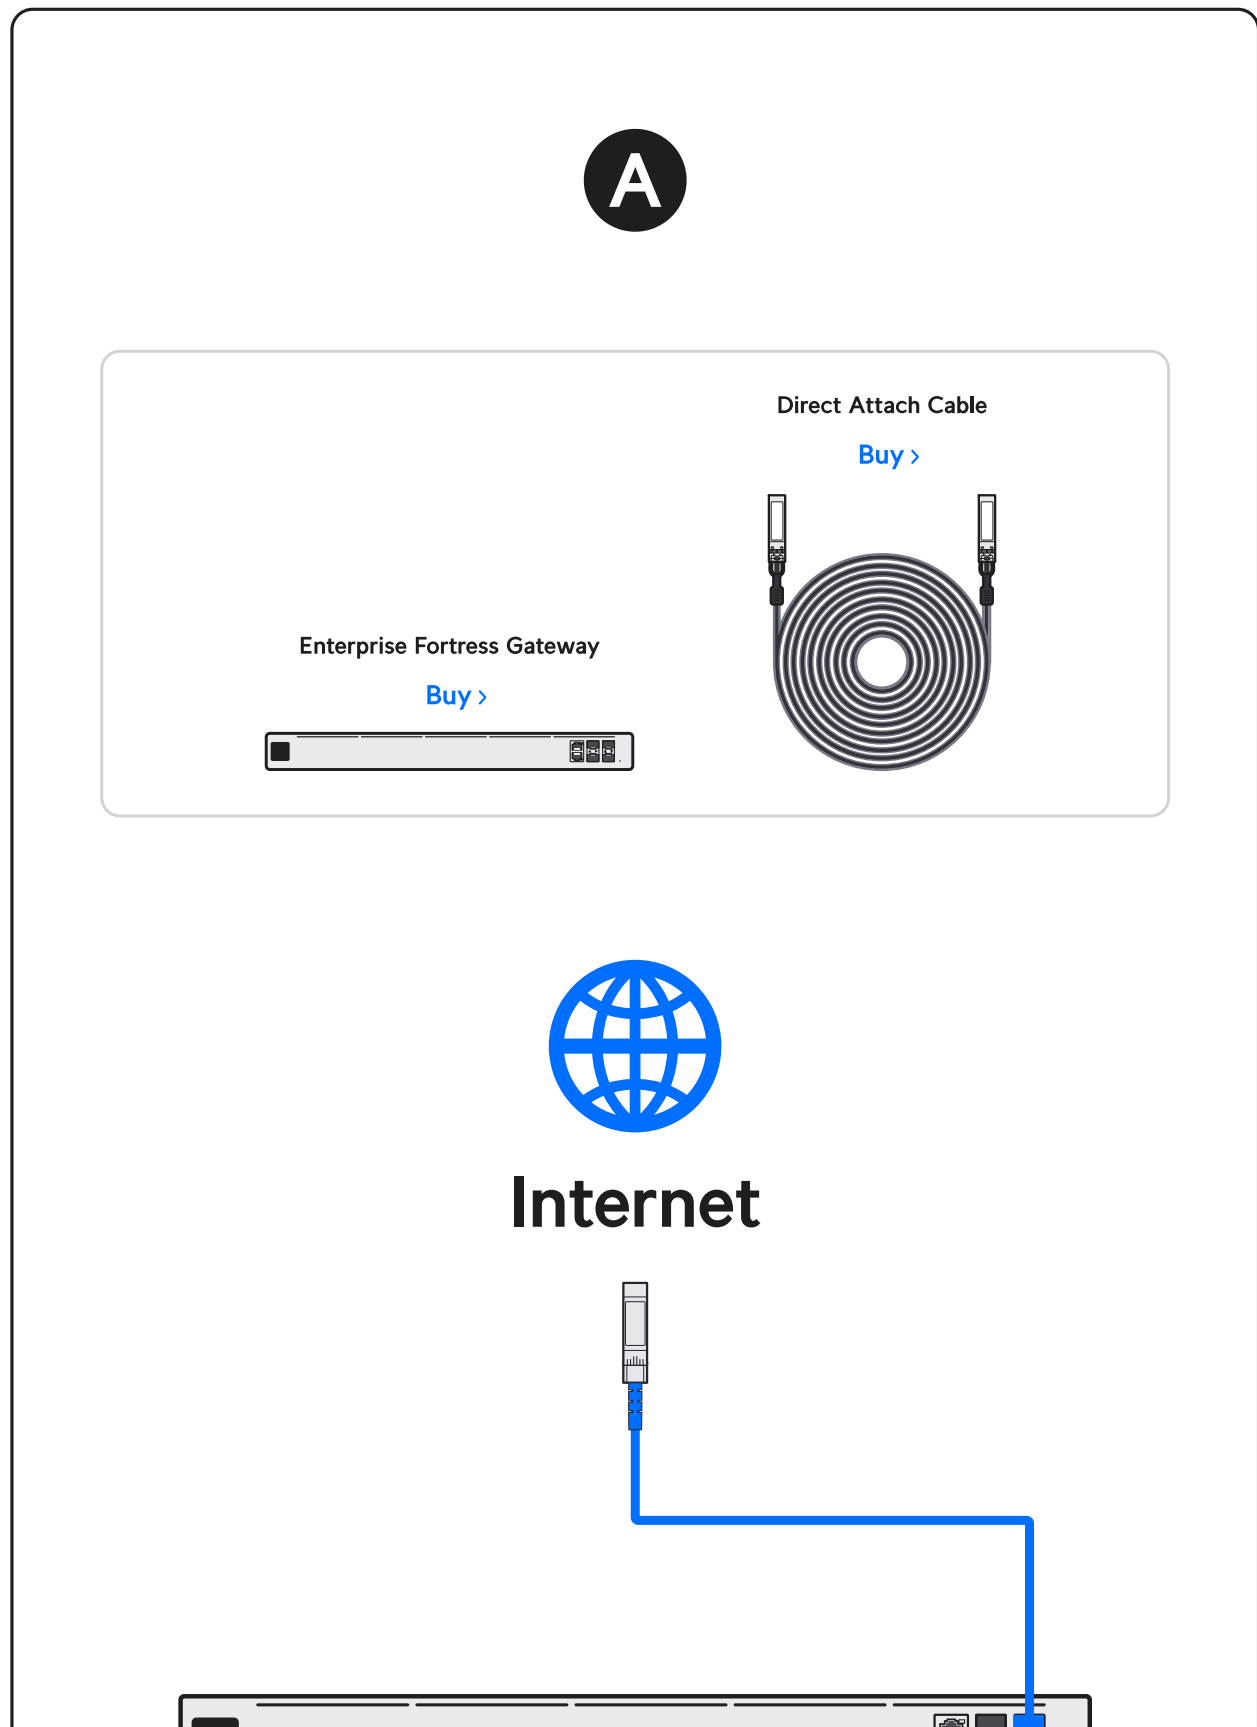 A
Direct Attach Cable
Buy >
Enterprise Fortress Gateway
Buy >
Internet